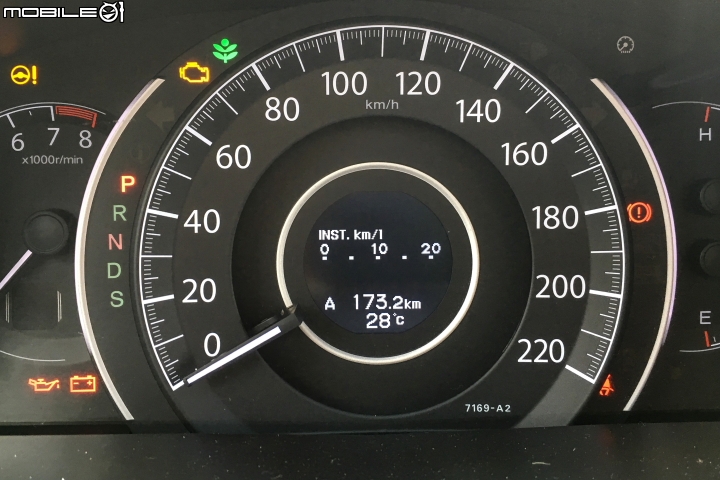 MOBILE01
100 120
80 km/h 140
6 7 8
x1000r/min
60 160
H
P
R
N
D
S
40 180
INST. km/l
0 . 10 . 20
20 200
A 173.2km
28°C
0 220
E
7169-A2